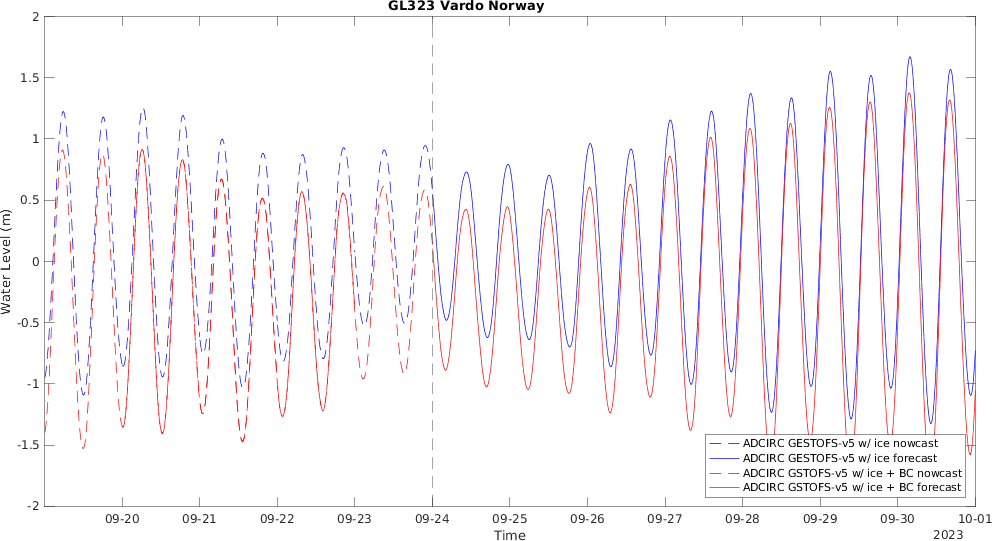 GL323 Vardo Norway
2
1.5
1
0.5
0
-0.5
-1
-1.5
-2
Water Level (m)
ADCIRC GESTOFS-v5 w/ ice nowcast
ADCIRC GESTOFS-v5 w/ ice forecast
ADCIRC GSTOFS-v5 w/ ice + BC nowcast
ADCIRC GSTOFS-v5 w/ ice + BC forecast
09-20 09-21 09-22 09-23 09-24 09-25 09-26 09-27 09-28 09-29 09-30 10-01
Time
2023